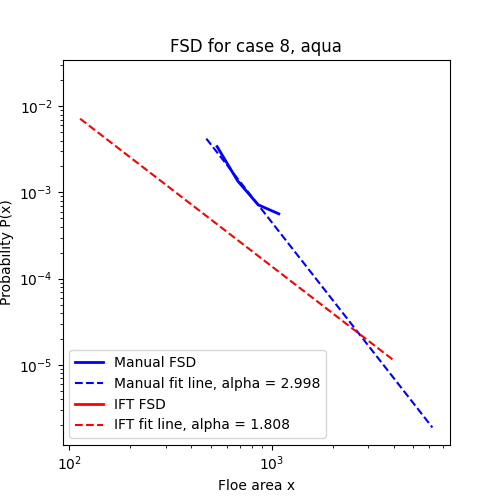 FSD for case 8, aqua
Probability P(x)
10⁻²
10⁻³
10⁻⁴
10⁻⁵
Manual FSD
Manual fit line, alpha = 2.998
IFT FSD
IFT fit line, alpha = 1.808
10²
10³
Floe area x